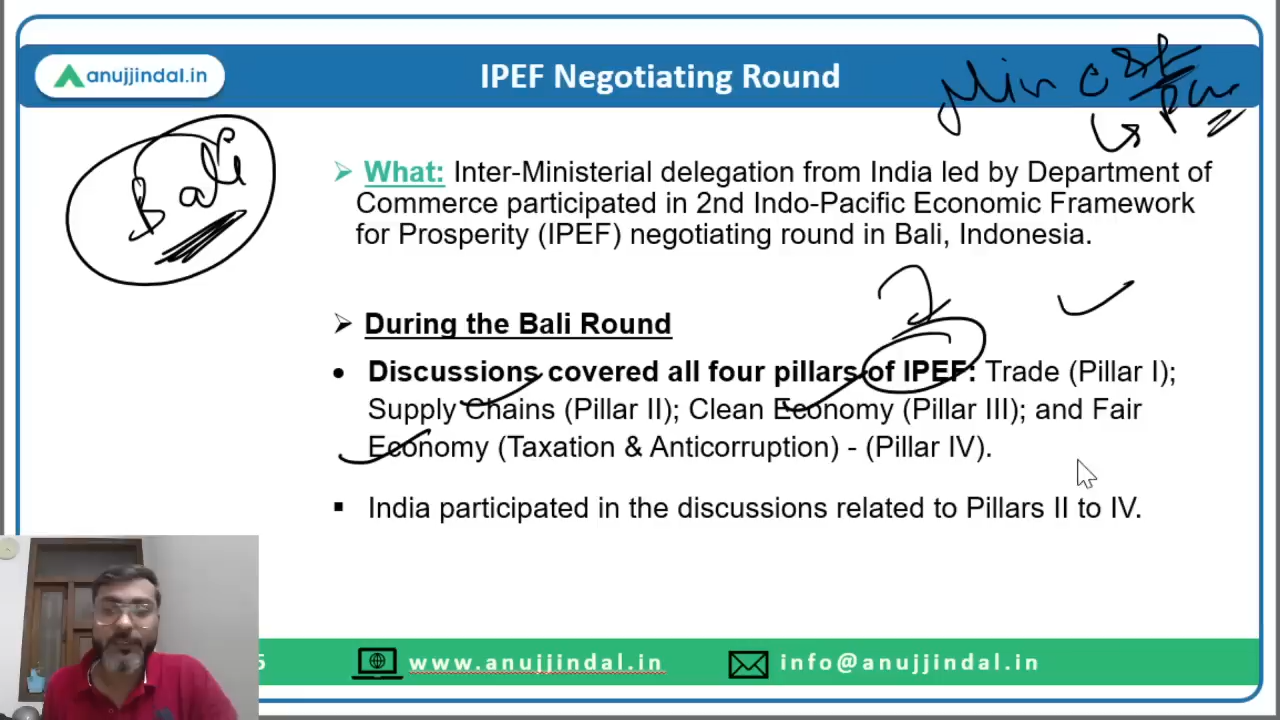 anujjindal.in
IPEF Negotiating Round
Bali
➢ What: Inter-Ministerial delegation from India led by Department of
Commerce participated in 2nd Indo-Pacific Economic Framework
for Prosperity (IPEF) negotiating round in Bali, Indonesia.
➢ During the Bali Round
• Discussions covered all four pillars of IPEF: Trade (Pillar I);
Supply Chains (Pillar II); Clean Economy (Pillar III); and Fair
Economy (Taxation & Anticorruption) - (Pillar IV).
▪ India participated in the discussions related to Pillars II to IV.
www.anujjindal.in
info@anujjindal.in